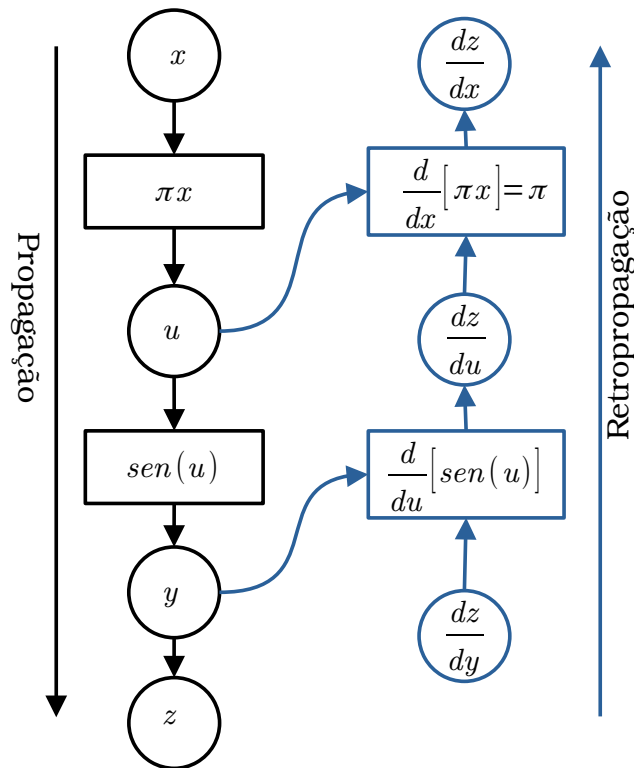 Propagação
x
πx
u
sen(u)
y
z
dz
dx
d
dx
[πx]=π
dz
du
d
du
[sen(u)]
dz
dy
Retropropagação